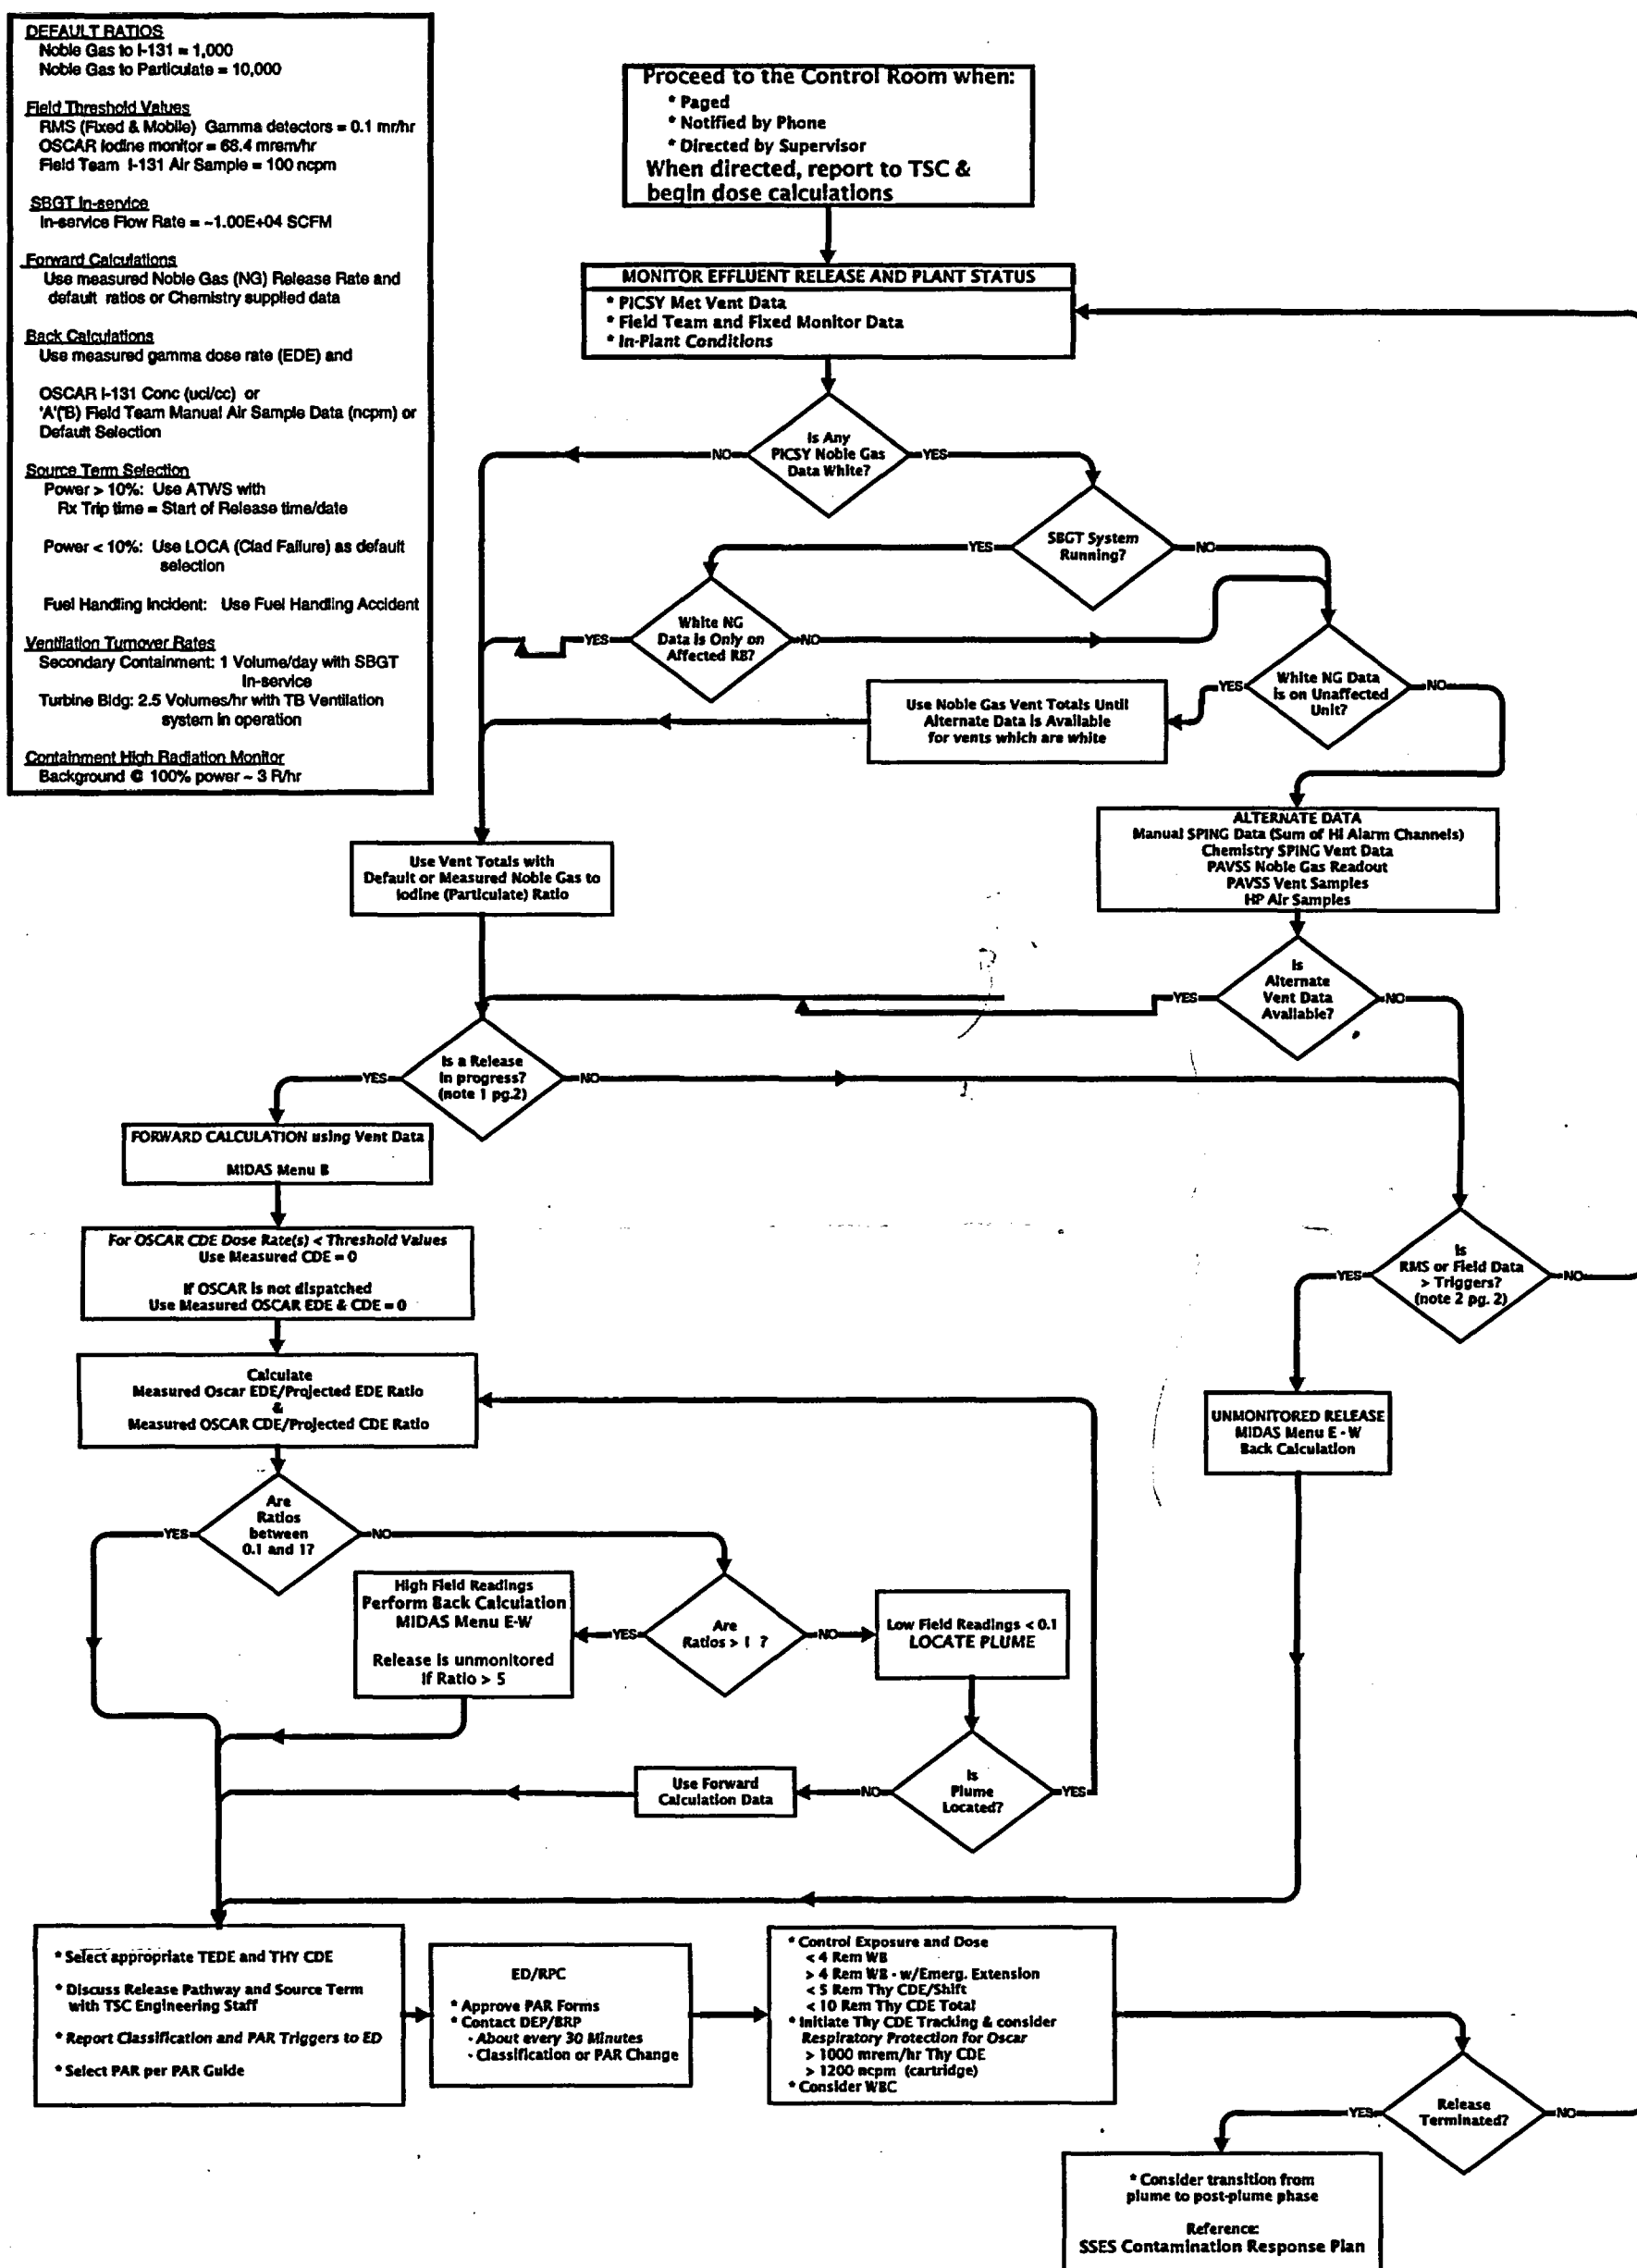 DEFAULT RATIOS
Noble Gas to I-131 = 1,000
Noble Gas to Particulate = 10,000
Field Threshold Values
RMS (Fixed & Mobile) Gamma detectors = 0.1 mr/hr
OSCAR Iodine monitor = 68.4 mrem/hr
Field Team I-131 Air Sample = 100 ncpm
SBGT In-service
In-service Flow Rate = ~1.00E+04 SCFM
Forward Calculations
Use measured Noble Gas (NG) Release Rate and
default ratios or Chemistry supplied data
Back Calculations
Use measured gamma dose rate (EDE) and
OSCAR I-131 Conc (uci/cc) or
'A'('B) Field Team Manual Air Sample Data (ncpm) or
Default Selection
Source Term Selection
Power > 10%: Use ATWS with
Rx Trip time = Start of Release time/date
Power < 10%: Use LOCA (Clad Failure) as default
selection
Fuel Handling Incident: Use Fuel Handling Accident
Ventilation Turnover Rates
Secondary Containment: 1 Volume/day with SBGT
In-service
Turbine Bldg: 2.5 Volumes/hr with TB Ventilation
system in operation
Containment High Radiation Monitor
Background @ 100% power ~ 3 R/hr
Proceed to the Control Room when:
* Paged
* Notified by Phone
* Directed by Supervisor
When directed, report to TSC &
begin dose calculations
MONITOR EFFLUENT RELEASE AND PLANT STATUS
* PICSY Met Vent Data
* Field Team and Fixed Monitor Data
* In-Plant Conditions
Is Any
PICSY Noble Gas
Data White?
NO
YES
SBGT System
Running?
YES
NO
White NG
Data is Only on
Affected RB?
YES
NO
White NG Data
is on Unaffected
Unit?
YES
NO
Use Noble Gas Vent Totals Until
Alternate Data is Available
for vents which are white
ALTERNATE DATA
Manual SPING Data (Sum of Hi Alarm Channels)
Chemistry SPING Vent Data
PAVSS Noble Gas Readout
PAVSS Vent Samples
HP Air Samples
Use Vent Totals with
Default or Measured Noble Gas to
Iodine (Particulate) Ratio
Is
Alternate
Vent Data
Available?
YES
NO
Is a Release
in progress?
(note 1 pg.2)
YES
NO
FORWARD CALCULATION using Vent Data
MIDAS Menu B
For OSCAR CDE Dose Rate(s) < Threshold Values
Use Measured CDE = 0
If OSCAR is not dispatched
Use Measured OSCAR EDE & CDE = 0
Is
RMS or Field Data
> Triggers?
(note 2 pg. 2)
YES
NO
Calculate
Measured Oscar EDE/Projected EDE Ratio
&
Measured OSCAR CDE/Projected CDE Ratio
UNMONITORED RELEASE
MIDAS Menu E - W
Back Calculation
Are
Ratios
between
0.1 and 1?
YES
NO
High Field Readings
Perform Back Calculation
MIDAS Menu E-W
Release is unmonitored
if Ratio > 5
Are
Ratios > 1 ?
YES
NO
Low Field Readings < 0.1
LOCATE PLUME
Is
Plume
Located?
NO
YES
Use Forward
Calculation Data
* Select appropriate TEDE and THY CDE
* Discuss Release Pathway and Source Term
with TSC Engineering Staff
* Report Classification and PAR Triggers to ED
* Select PAR per PAR Guide
ED/RPC
* Approve PAR Forms
* Contact DEP/BRP
- About every 30 Minutes
- Classification or PAR Change
* Control Exposure and Dose
< 4 Rem WB
> 4 Rem WB - w/Emerg. Extension
< 5 Rem Thy CDE/Shift
< 10 Rem Thy CDE Total
* Initiate Thy CDE Tracking & consider
Respiratory Protection for Oscar
> 1000 mrem/hr Thy CDE
> 1200 ncpm (cartridge)
* Consider WBC
Release
Terminated?
YES
NO
* Consider transition from
plume to post-plume phase
Reference:
SSES Contamination Response Plan